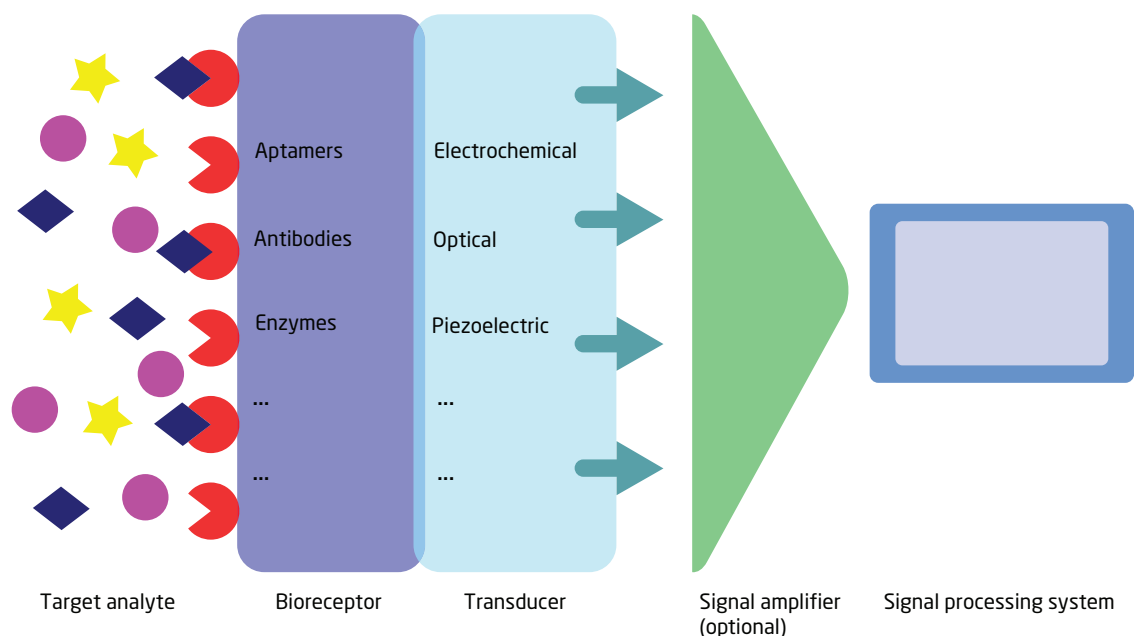 Aptamers
Electrochemical
Antibodies
Optical
Enzymes
Piezoelectric
...
...
...
...
Target analyte
Bioreceptor
Transducer
Signal amplifier
(optional)
Signal processing system